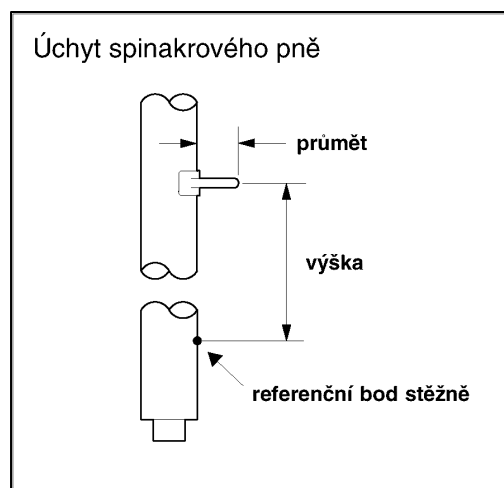 Úchyt spinakrového pně
průmět
výška
referenční bod stěžně